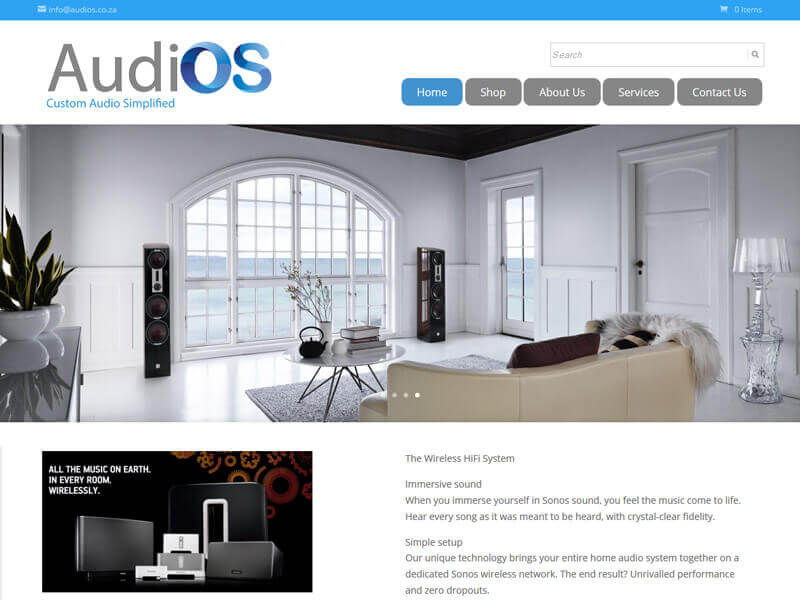 info@audios.co.za
0 Items
AudiOS
Custom Audio Simplified
Search
Home
Shop
About Us
Services
Contact Us
ALL THE MUSIC ON EARTH.
IN EVERY ROOM.
WIRELESSLY.
The Wireless HiFi System
Immersive sound
When you immerse yourself in Sonos sound, you feel the music come to life.
Hear every song as it was meant to be heard, with crystal-clear fidelity.
Simple setup
Our unique technology brings your entire home audio system together on a
dedicated Sonos wireless network. The end result? Unrivalled performance
and zero dropouts.